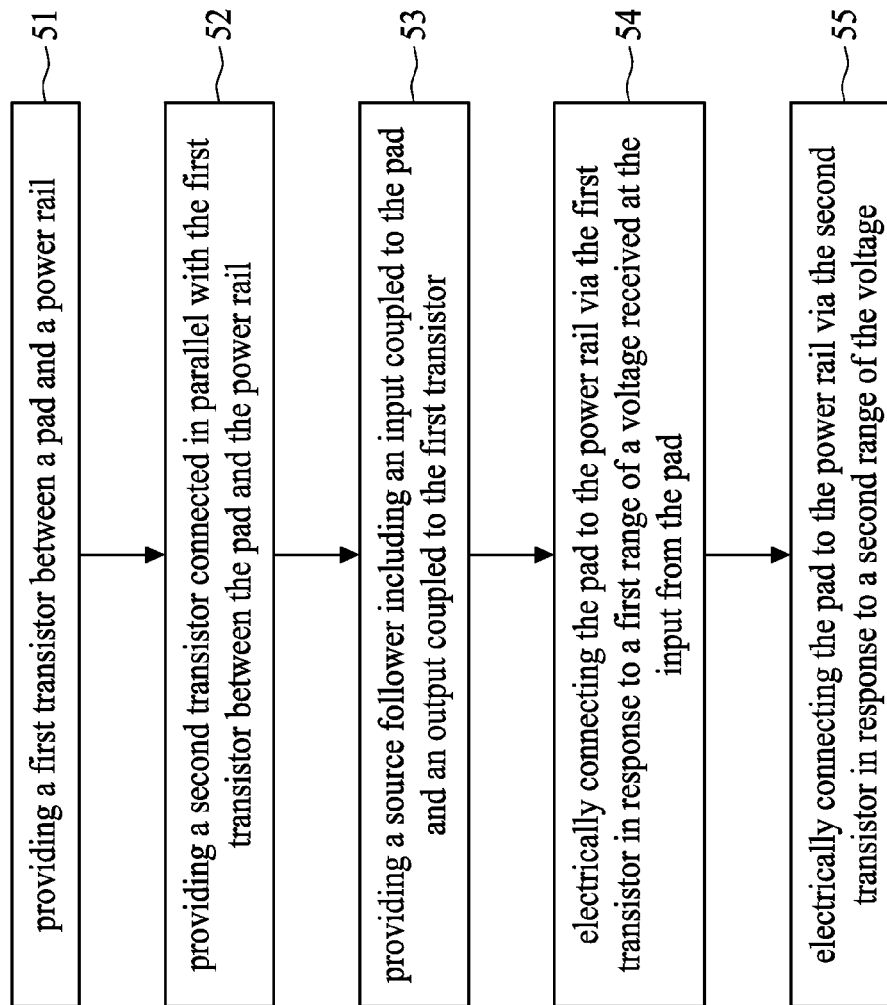 providing a first transistor between a pad and a power rail
51
providing a second transistor connected in parallel with the first
transistor between the pad and the power rail
52
providing a source follower including an input coupled to the pad
and an output coupled to the first transistor
53
electrically connecting the pad to the power rail via the first
transistor in response to a first range of a voltage received at the
input from the pad
54
electrically connecting the pad to the power rail via the second
transistor in response to a second range of the voltage
55